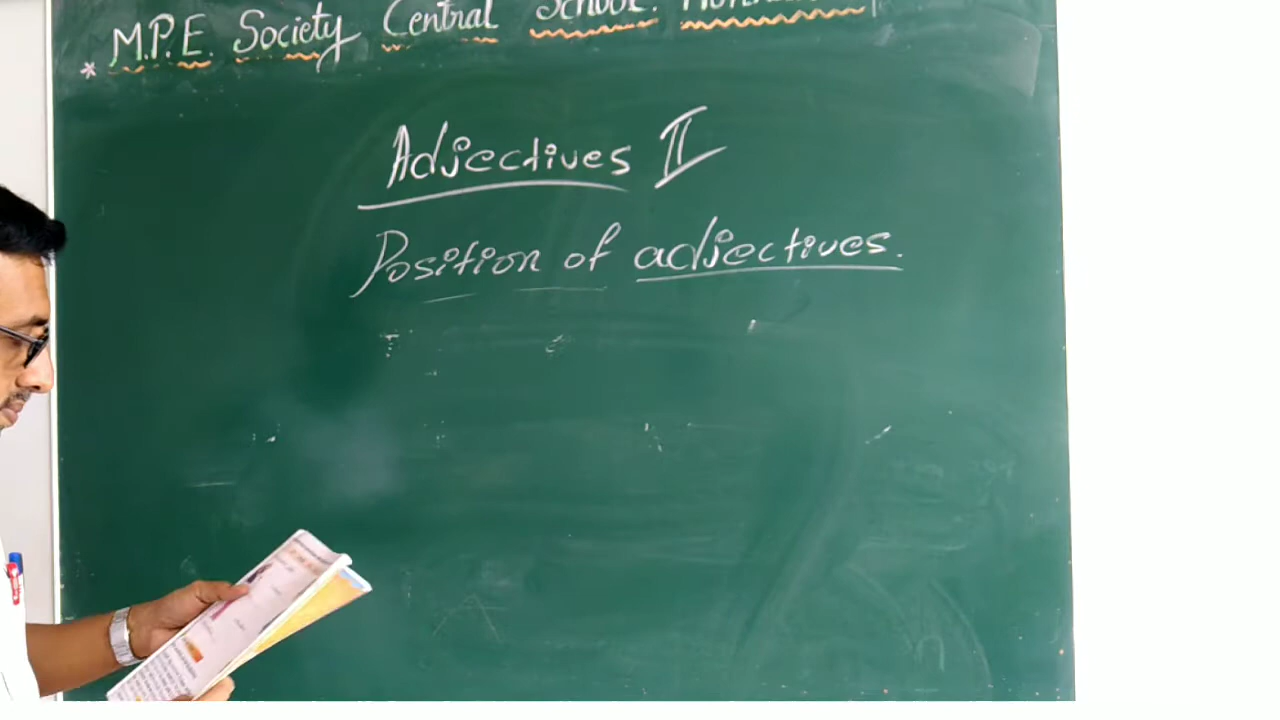 * M.P.E. Society Central School.
Adjectives II
Position of adjectives.